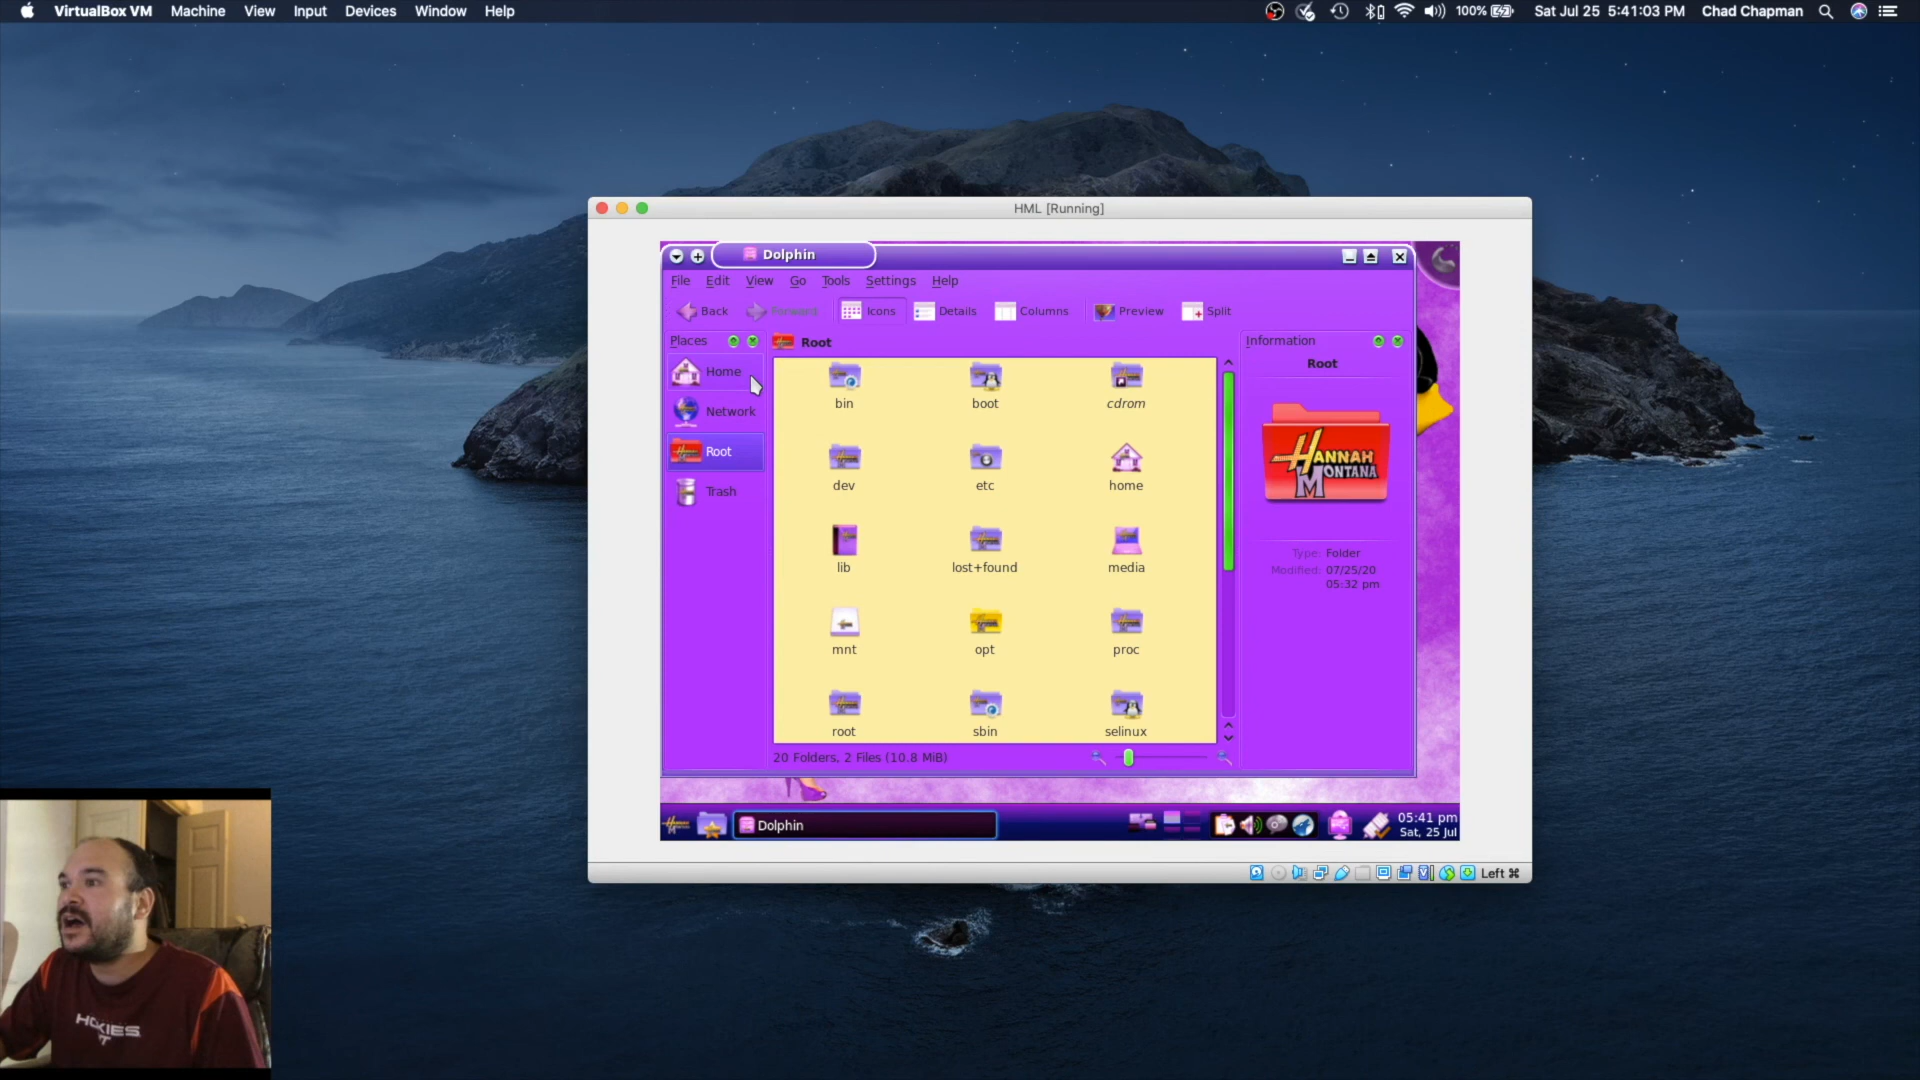 VirtualBox VM Machine View Input Devices Window Help 100% Sat Jul 25 5:41:03 PM Chad Chapman
HML [Running]
Dolphin
File Edit View Go Tools Settings Help
Back Forward Icons Details Columns Preview Split
Places Root Information
Root
Home
Network
Root
Trash
bin boot cdrom
dev etc home
lib lost+found media
mnt opt proc
root sbin selinux
HANNAH
MONTANA
Type: Folder
Modified: 07/25/20
05:32 pm
20 Folders, 2 Files (10.8 MiB)
Dolphin
05:41 pm
Sat, 25 Jul
Left ⌘
HOKIES